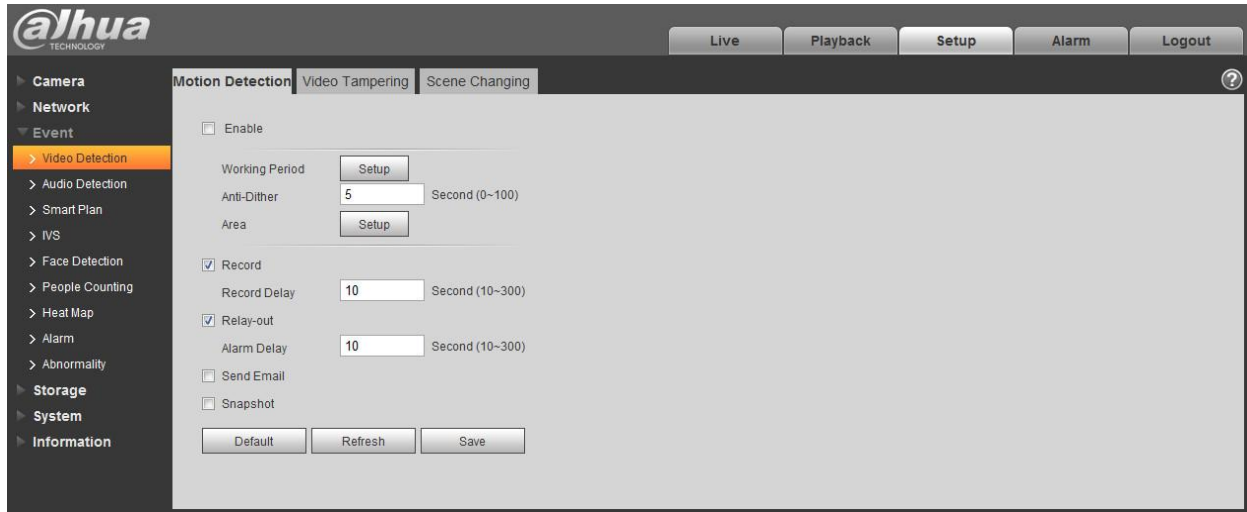 alhua
TECHNOLOGY
Live Playback Setup Alarm Logout
Camera
Network
Event
Video Detection
Audio Detection
Smart Plan
IVS
Face Detection
People Counting
Heat Map
Alarm
Abnormality
Storage
System
Information
Motion Detection Video Tampering Scene Changing ?
Enable
Working Period Setup
Anti-Dither 5 Second (0~100)
Area Setup
Record
Record Delay 10 Second (10~300)
Relay-out
Alarm Delay 10 Second (10~300)
Send Email
Snapshot
Default Refresh Save